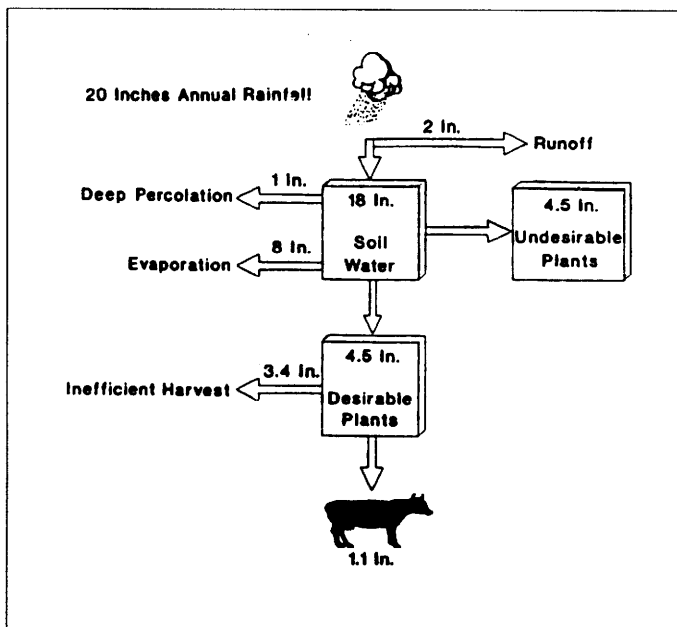 20 Inches Annual Rainfall
2 In.
Runoff
1 In.
Deep Percolation
18 In.
Soil
Water
4.5 In.
Undesirable
Plants
8 In.
Evaporation
4.5 In.
Desirable
Plants
3.4 In.
Inefficient Harvest
1.1 In.